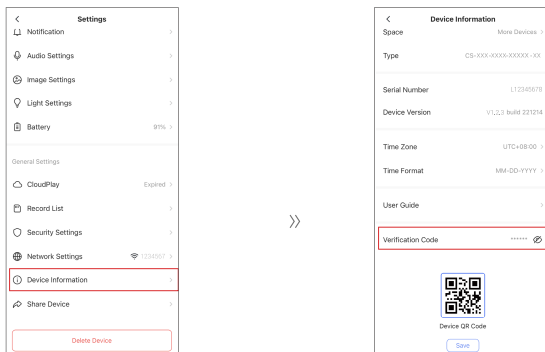 Settings
Notification
Audio Settings
Image Settings
Light Settings
Battery 91%
General Settings
CloudPlay Expired
Record List
Security Settings
Network Settings 1234567
Device Information
Share Device
Delete Device
Device Information
Space More Devices
Type CS-XXX-XXXX-XXXXX-XX
Serial Number L12345678
Device Version V1,2,3 build 221214
Time Zone UTC+08:00
Time Format MM-DD-YYYY
User Guide
Verification Code ******
Device QR Code
Save